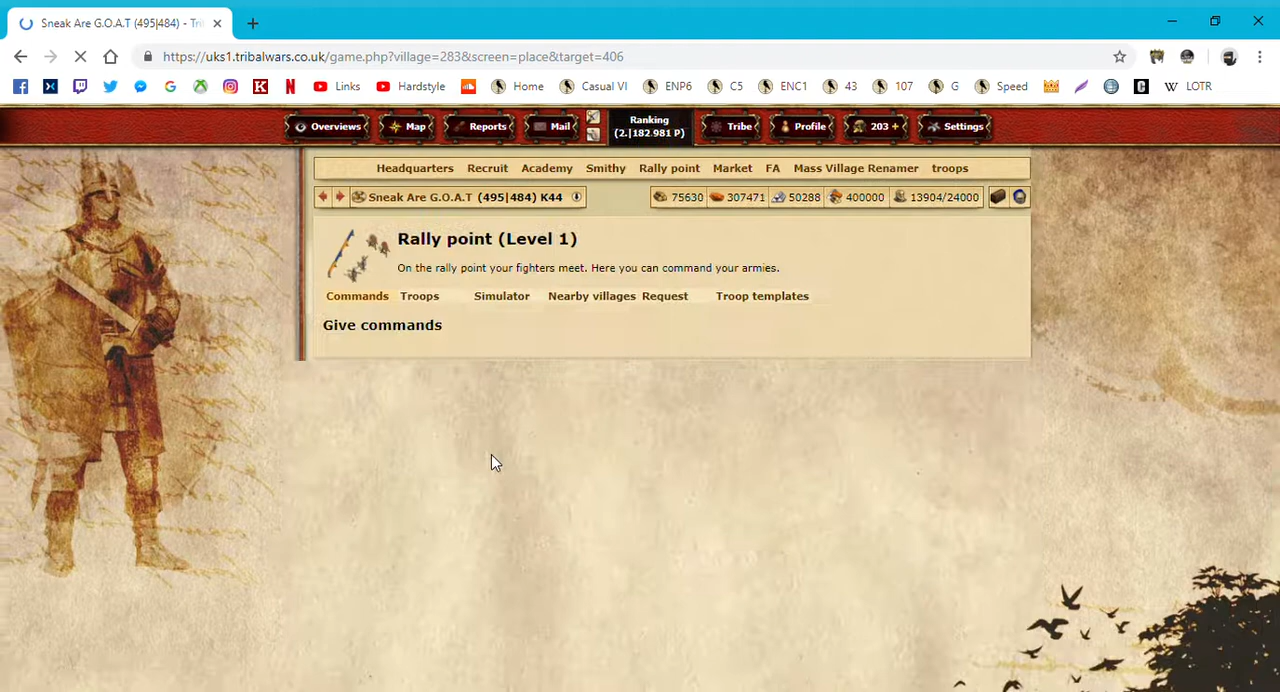 Sneak Are G.O.A.T (495|484) - Tri
https://uks1.tribalwars.co.uk/game.php?village=283&screen=place&target=406
Links Hardstyle Home Casual VI ENP6 C5 ENC1 43 107 G Speed LOTR
Overviews Map Reports Mail Ranking Tribe Profile 203 + Settings
(2.|182.981 P)
Headquarters Recruit Academy Smithy Rally point Market FA Mass Village Renamer troops
Sneak Are G.O.A.T (495|484) K44 75630 307471 50288 400000 13904/24000
Rally point (Level 1)
On the rally point your fighters meet. Here you can command your armies.
Commands Troops Simulator Nearby villages Request Troop templates
Give commands